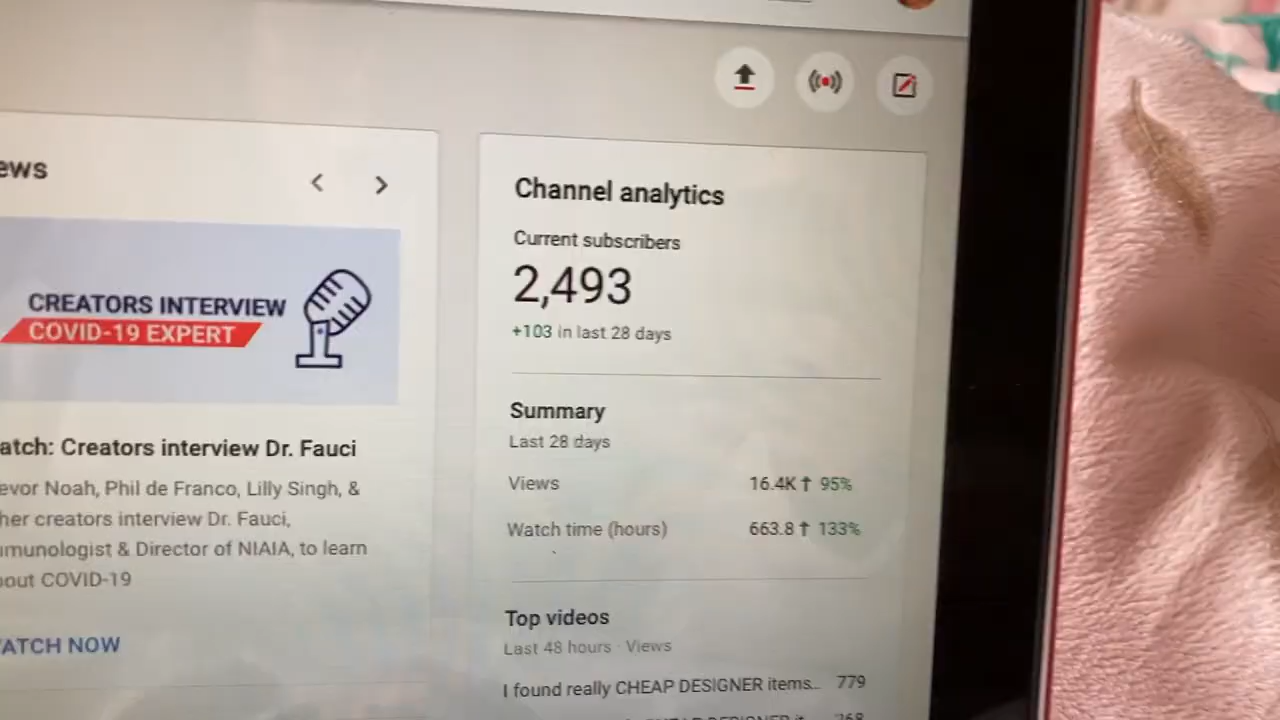 ews
CREATORS INTERVIEW
COVID-19 EXPERT
atch: Creators interview Dr. Fauci
evor Noah, Phil de Franco, Lilly Singh, &
her creators interview Dr. Fauci,
munologist & Director of NIAIA, to learn
out COVID-19
ATCH NOW
Channel analytics
Current subscribers
2,493
+103 in last 28 days
Summary
Last 28 days
Views 16.4K↑ 95%
Watch time (hours) 663.8↑ 133%
Top videos
Last 48 hours · Views
I found really CHEAP DESIGNER items... 779